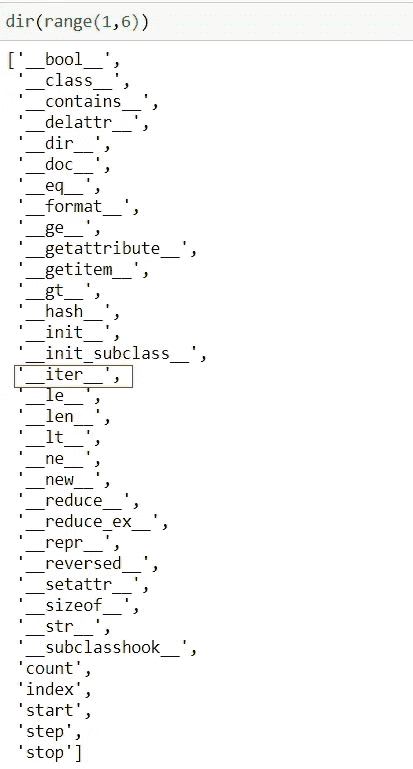 dir(range(1,6))
['__bool__',
'__class__',
'__contains__',
'__delattr__',
'__dir__',
'__doc__',
'__eq__',
'__format__',
'__ge__',
'__getattribute__',
'__getitem__',
'__gt__',
'__hash__',
'__init__',
'__init_subclass__',
'__iter__',
'__le__',
'__len__',
'__lt__',
'__ne__',
'__new__',
'__reduce__',
'__reduce_ex__',
'__repr__',
'__reversed__',
'__setattr__',
'__sizeof__',
'__str__',
'__subclasshook__',
'count',
'index',
'start',
'step',
'stop']